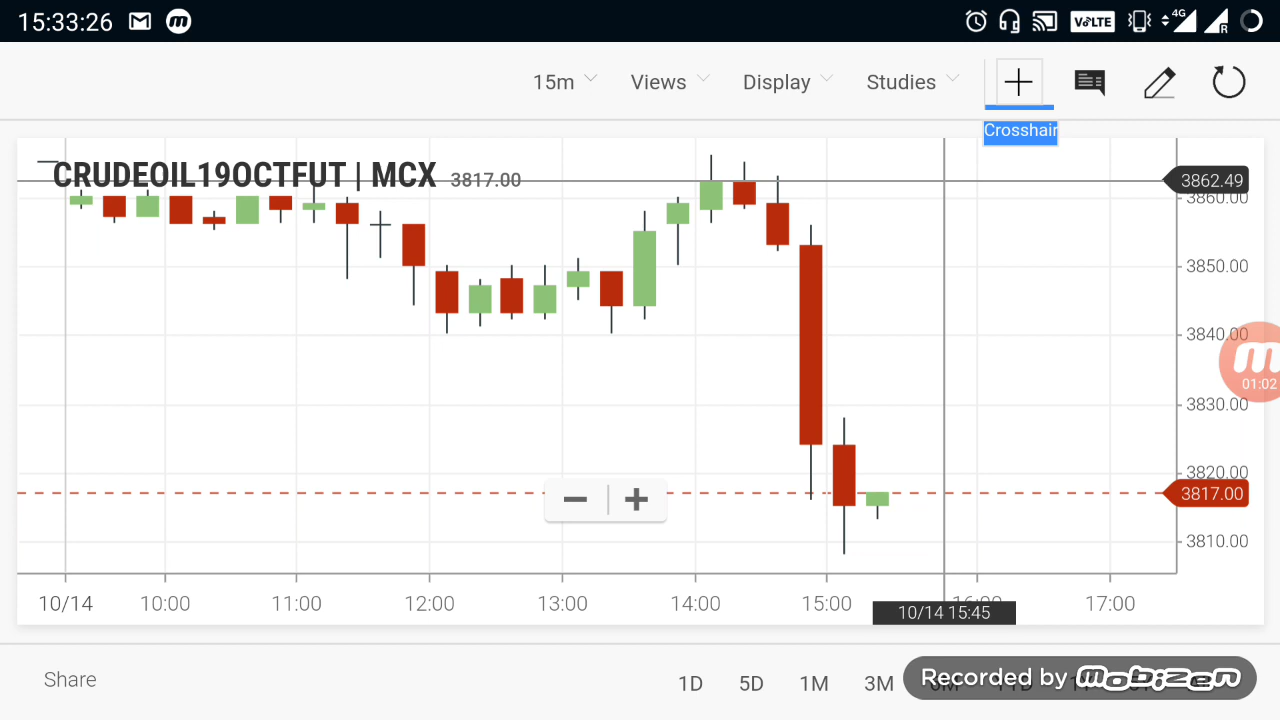 15:33:26
VoLTE
4G
R
15m
Views
Display
Studies
Crosshair
CRUDEOIL19OCTFUT | MCX 3817.00
3862.49
3860.00
3850.00
3840.00
01:02
3830.00
3820.00
3817.00
3810.00
10/14 10:00 11:00 12:00 13:00 14:00 15:00 16:00 17:00
10/14 15:45
Share
1D 5D 1M 3M
Recorded by mobizen